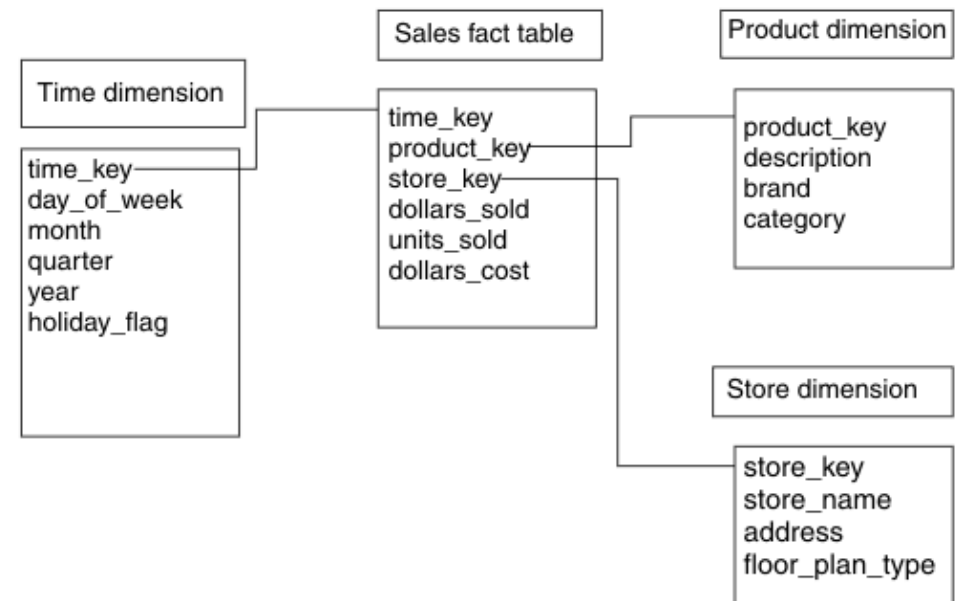 Time dimension
time_key
day_of_week
month
quarter
year
holiday_flag
Sales fact table
time_key
product_key
store_key
dollars_sold
units_sold
dollars_cost
Product dimension
product_key
description
brand
category
Store dimension
store_key
store_name
address
floor_plan_type